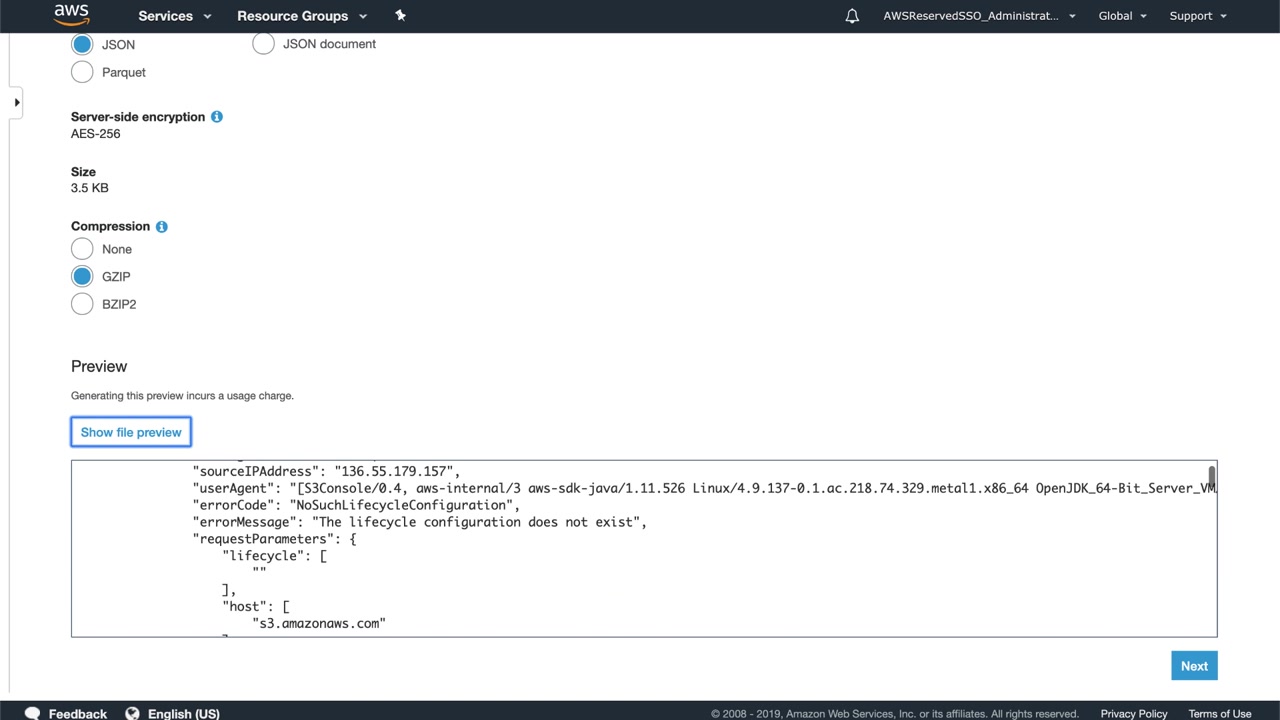 aws
Services
Resource Groups
AWSReservedSSO_Administrat...
Global
Support
JSON
JSON document
Parquet
Server-side encryption
AES-256
Size
3.5 KB
Compression
None
GZIP
BZIP2
Preview
Generating this preview incurs a usage charge.
Show file preview
"sourceIPAddress": "136.55.179.157",
"userAgent": "[S3Console/0.4, aws-internal/3 aws-sdk-java/1.11.526 Linux/4.9.137-0.1.ac.218.74.329.metal1.x86_64 OpenJDK_64-Bit_Server_VM
"errorCode": "NoSuchLifecycleConfiguration",
"errorMessage": "The lifecycle configuration does not exist",
"requestParameters": {
"lifecycle": [
""
],
"host": [
"s3.amazonaws.com"
Next
Feedback
English (US)
© 2008 - 2019, Amazon Web Services, Inc. or its affiliates. All rights reserved.
Privacy Policy
Terms of Use